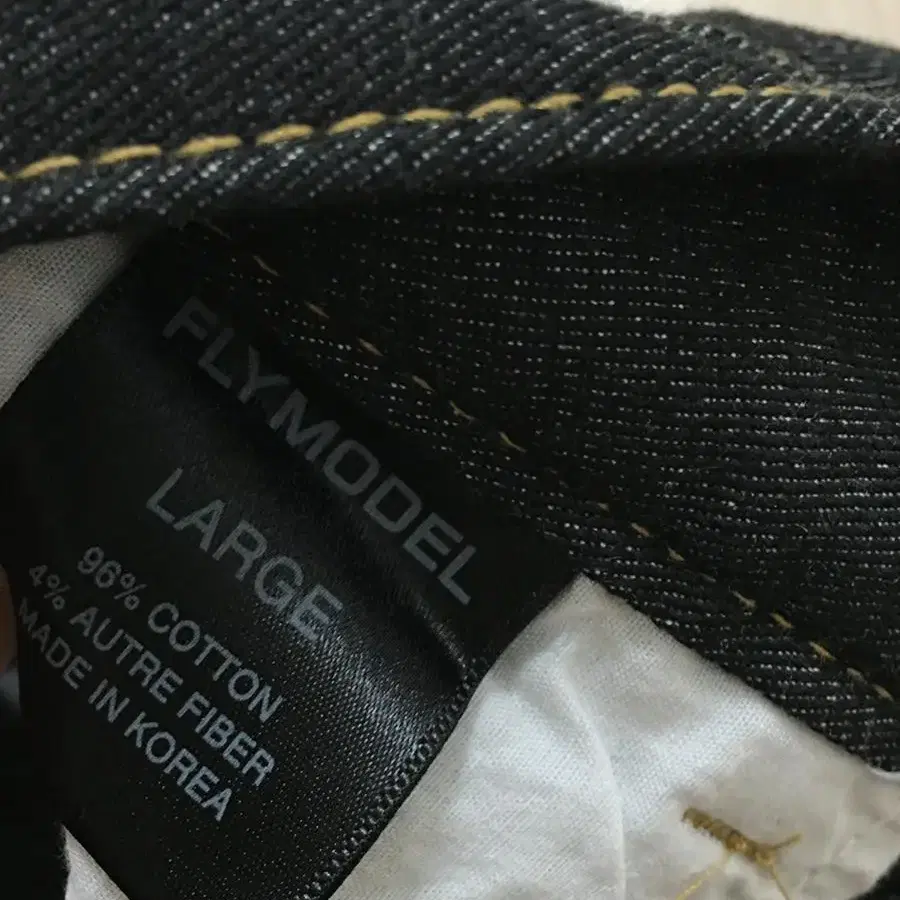 FLYMODEL
LARGE
96% COTTON
4% AUTRE FIBER
MADE IN KOREA